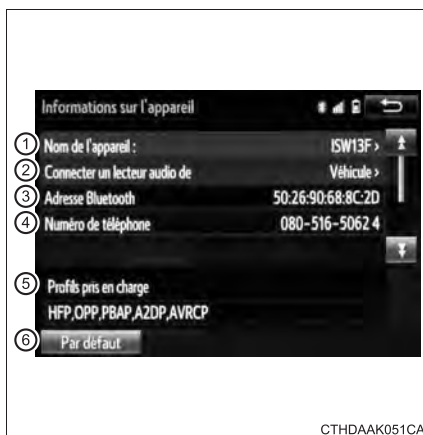 Informations sur l'appareil
1 Nom de l'appareil : ISW13F ›
2 Connecter un lecteur audio de Véhicule ›
3 Adresse Bluetooth 50:26:90:68:8C:2D
4 Numéro de téléphone 080-516-5062 4
5 Profils pris en charge
HFP,OPP,PBAP,A2DP,AVRCP
6 Par défaut
CTHDAAK051CA